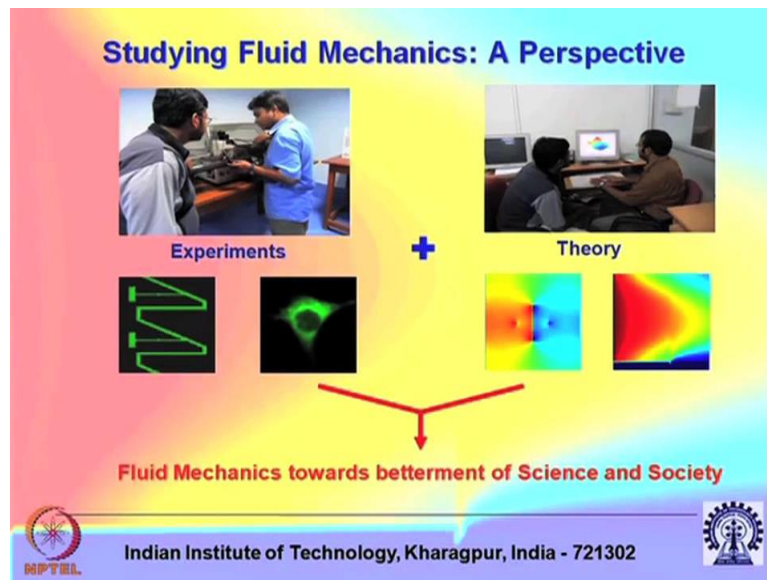 Studying Fluid Mechanics: A Perspective
Experiments
Theory
Fluid Mechanics towards betterment of Science and Society
NPTEL
Indian Institute of Technology, Kharagpur, India - 721302